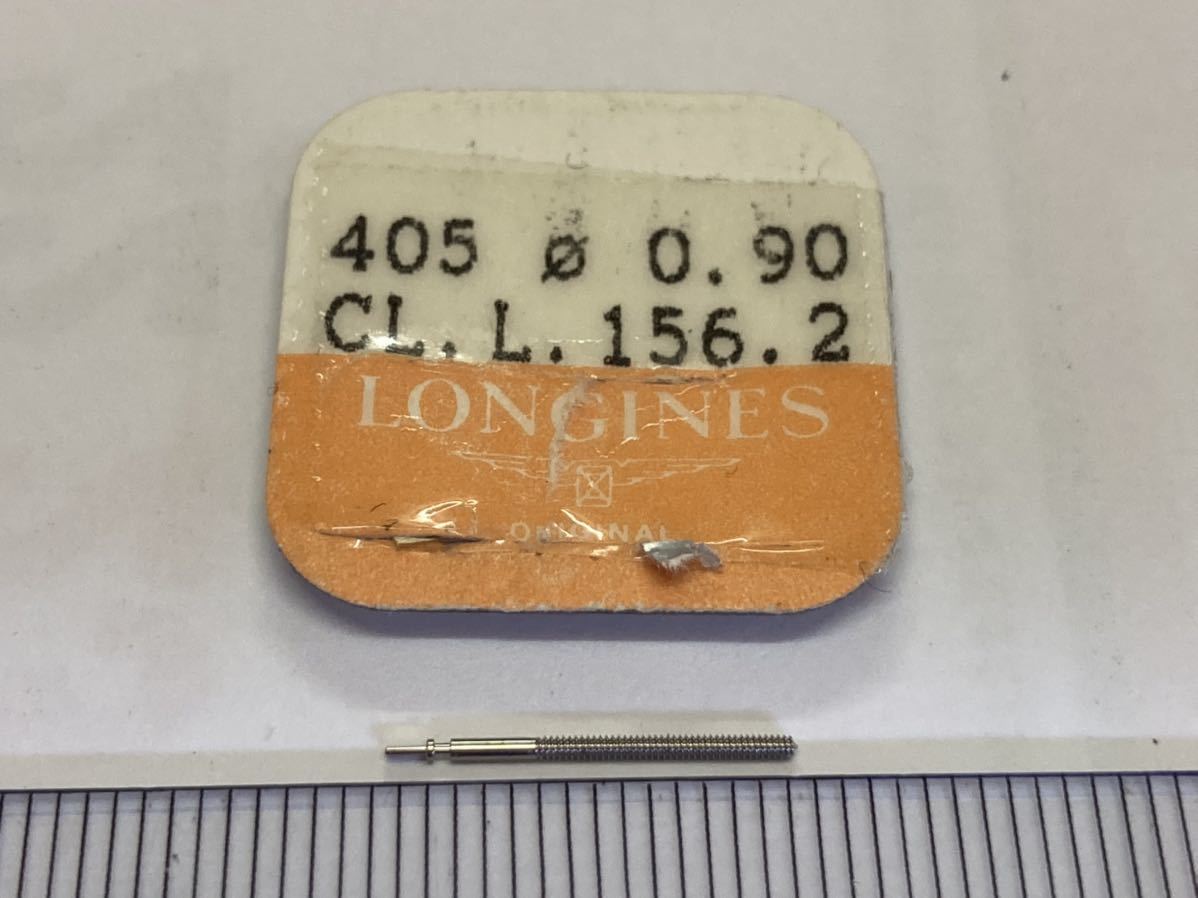 405 ø 0.90
CL.L.156.2
LONGINES
ORIGINAL